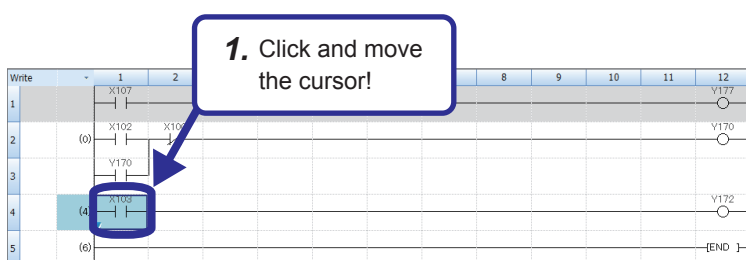 1. Click and move
the cursor!
Write 1 2 8 9 10 11 12
1 X107 Y177
2 (0) X102 Y170
3 Y170
4 (4) X103 Y172
5 (6) [END ]